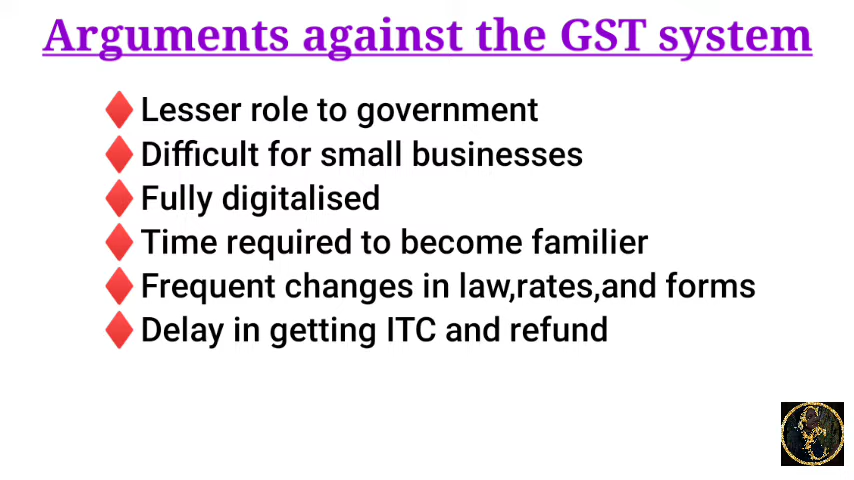 Arguments against the GST system
Lesser role to government
Difficult for small businesses
Fully digitalised
Time required to become familier
Frequent changes in law,rates,and forms
Delay in getting ITC and refund